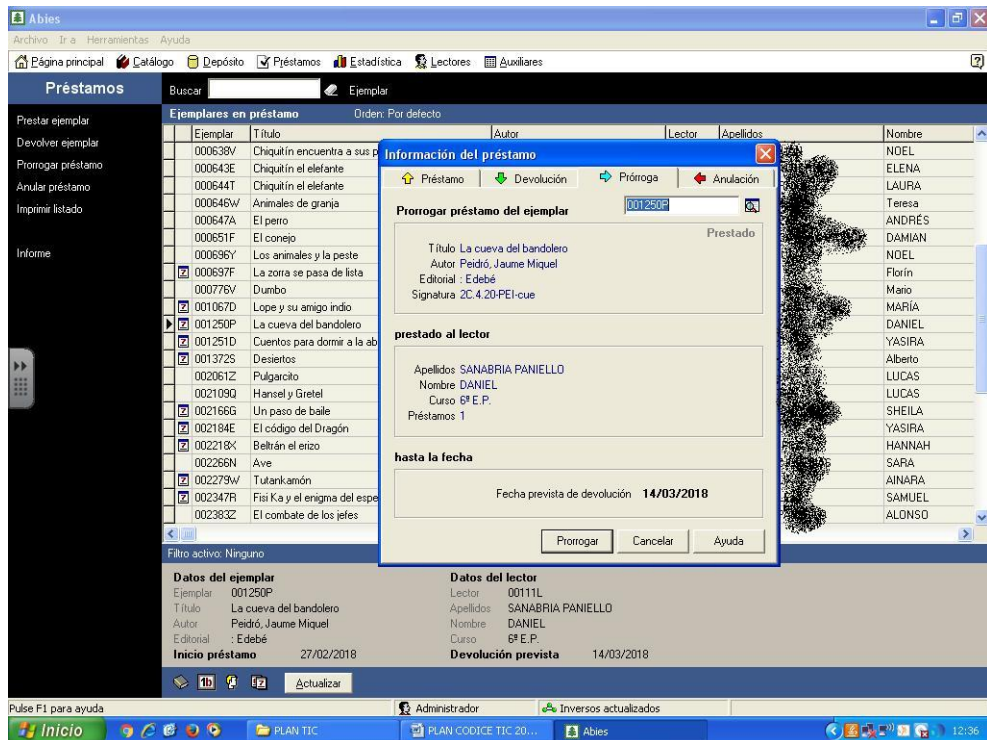 Abies
Archivo Ir a Herramientas Ayuda
Página principal Catálogo Depósito Préstamos Estadística Lectores Auxiliares
Préstamos
Prestar ejemplar
Devolver ejemplar
Prorrogar préstamo
Anular préstamo
Imprimir listado
Informe
Buscar Ejemplar
Ejemplares en préstamo Orden: Por defecto
Ejemplar Título Autor Lector Apellidos Nombre
000638V Chiquitín encuentra a sus p NOEL
000643E Chiquitín el elefante ELENA
000644T Chiquitín el elefante LAURA
000646W Animales de granja Teresa
000647A El perro ANDRÉS
000651F El conejo DAMIAN
000696Y Los animales y la peste NOEL
000697F La zorra se pasa de lista Florín
000776V Dumbo Mario
001067D Lope y su amigo indio MARÍA
001250P La cueva del bandolero DANIEL
001251D Cuentos para dormir a la ab YASIRA
001372S Desiertos Alberto
002061Z Pulgarcito LUCAS
002109Q Hansel y Gretel LUCAS
002166G Un paso de baile SHEILA
002184E El código del Dragón YASIRA
002218X Beltrán el erizo HANNAH
002266N Ave SARA
002279W Tutankamón AINARA
002347R Fisi Ka y el enigma del espe SAMUEL
002383Z El combate de los jefes ALONSO
Información del préstamo
Préstamo Devolución Prórroga Anulación
Prorrogar préstamo del ejemplar 001250P
Prestado
Título La cueva del bandolero
Autor Peidró, Jaume Miquel
Editorial : Edebé
Signatura 2C.4.20-PEI-cue
prestado al lector
Apellidos SANABRIA PANIELLO
Nombre DANIEL
Curso 6º E.P.
Préstamos 1
hasta la fecha
Fecha prevista de devolución 14/03/2018
Prorrogar Cancelar Ayuda
Filtro activo: Ninguno
Datos del ejemplar
Ejemplar 001250P
Título La cueva del bandolero
Autor Peidró, Jaume Miquel
Editorial : Edebé
Inicio préstamo 27/02/2018
Datos del lector
Lector 00111L
Apellidos SANABRIA PANIELLO
Nombre DANIEL
Curso 6º E.P.
Devolución prevista 14/03/2018
1b Actualizar
Pulse F1 para ayuda Administrador Inversos actualizados
Inicio PLAN TIC PLAN CODICE TIC 20... Abies 12:36